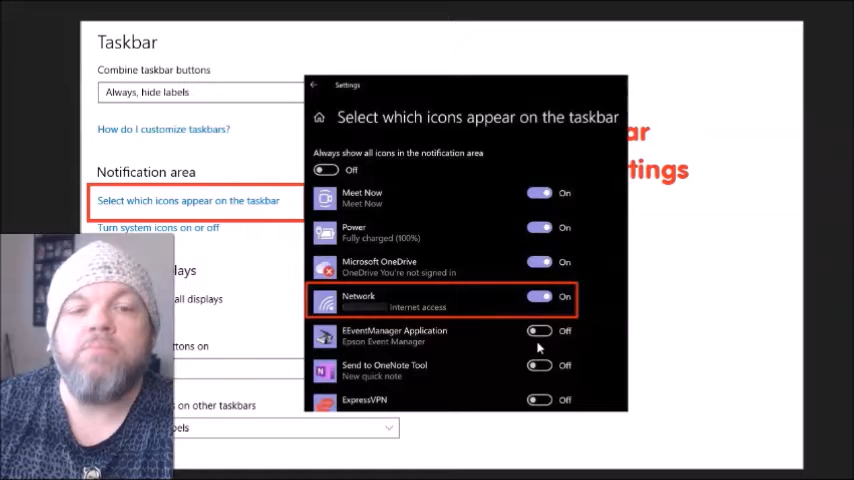 Taskbar
Combine taskbar buttons
Always, hide labels
How do I customize taskbars?
Notification area
Select which icons appear on the taskbar
Turn system icons on or off
plays
all displays
ttons on
s on other taskbars
bels
ar
ttings
Settings
Select which icons appear on the taskbar
Always show all icons in the notification area
Off
Meet Now
Meet Now
On
Power
Fully charged (100%)
On
Microsoft OneDrive
OneDrive You're not signed in
On
Network
Internet access
On
EEventManager Application
Epson Event Manager
Off
Send to OneNote Tool
New quick note
Off
ExpressVPN
Off